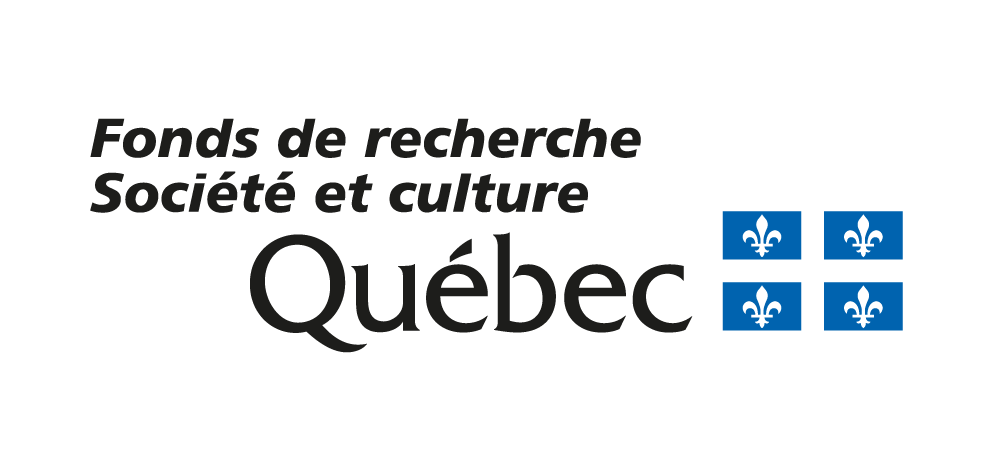 Fonds de recherche
Société et culture
Québec